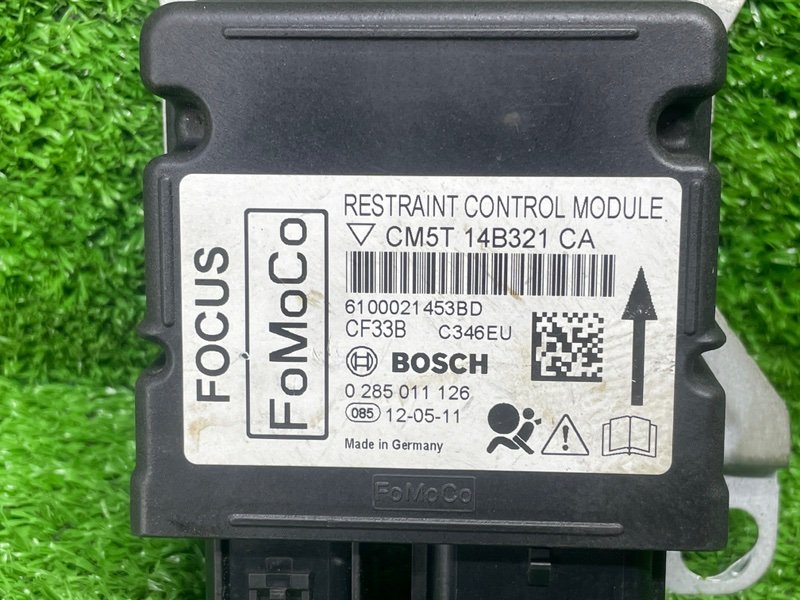 FOCUS
FoMoCo
RESTRAINT CONTROL MODULE
CM5T 14B321 CA
6100021453BD
CF33B C346EU
BOSCH
0 285 011 126
085 12-05-11
Made in Germany
FoMoCo